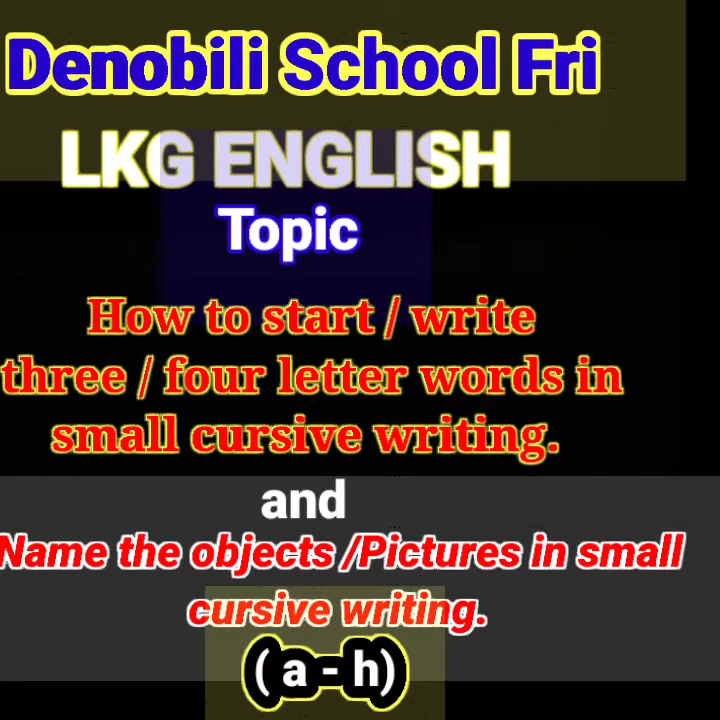 Denobili School Fri
LKG ENGLISH
Topic
How to start / write
three / four letter words in
small cursive writing.
and
Name the objects /Pictures in small
cursive writing.
( a - h)